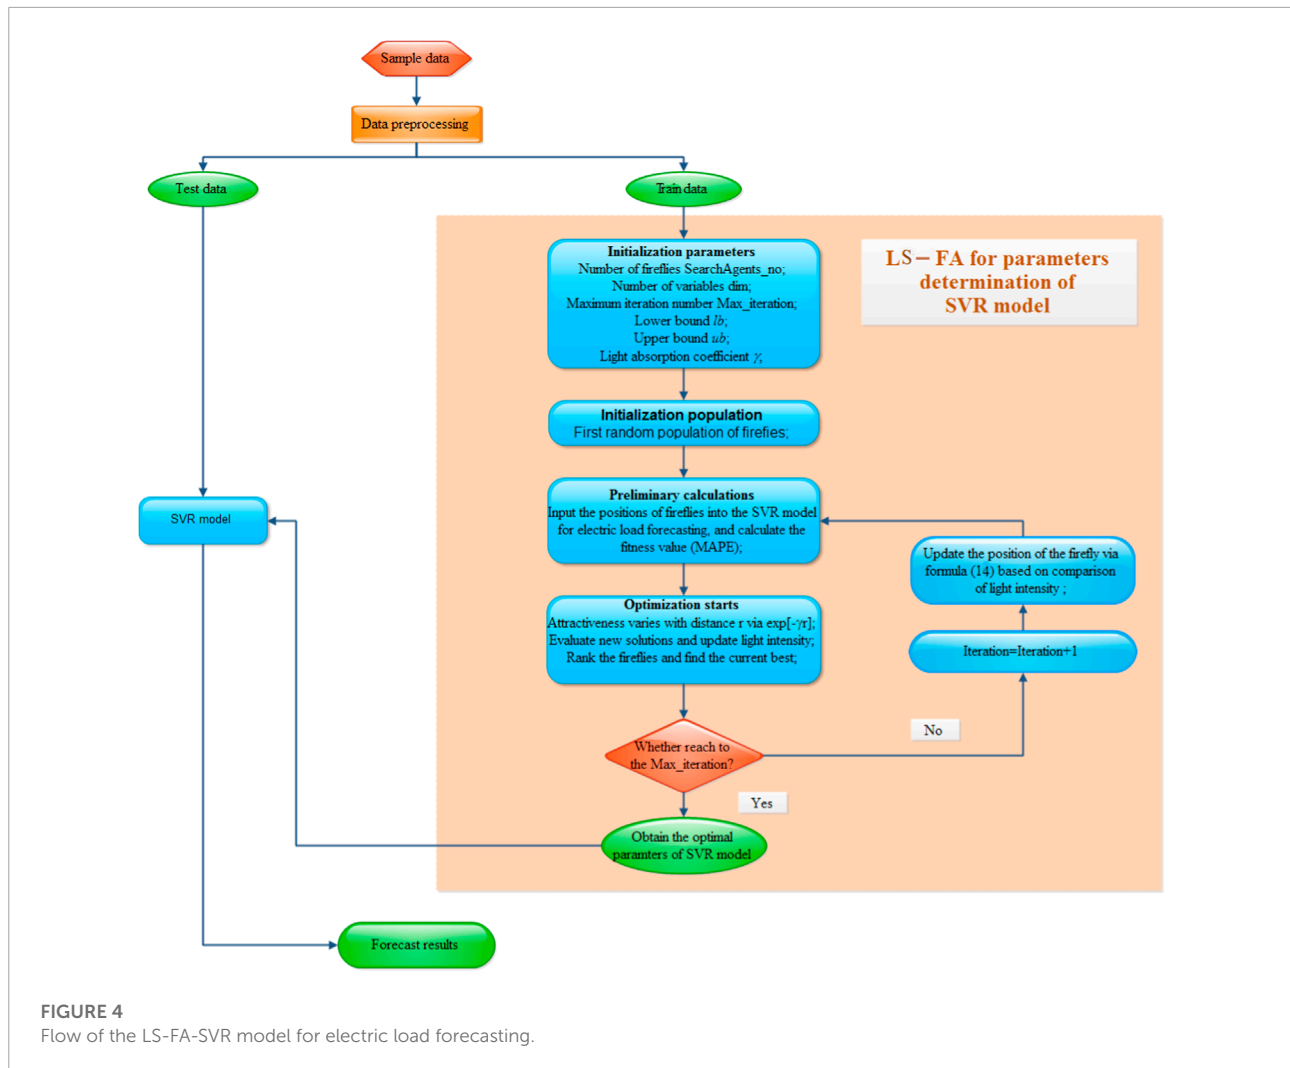 Sample data
Data preprocessing
Test data
Train data
LS – FA for parameters
determination of
SVR model
Initialization parameters
Number of fireflies SearchAgents_no;
Number of variables dim;
Maximum iteration number Max_iteration;
Lower bound lb;
Upper bound ub;
Light absorption coefficient γ,
Initialization population
First random population of firefies;
Preliminary calculations
Input the positions of fireflies into the SVR model
for electric load forecasting, and calculate the
fitness value (MAPE);
SVR model
Update the position of the firefly via
formula (14) based on comparison
of light intensity ;
Optimization starts
Attractiveness varies with distance r via exp[-γr];
Evaluate new solutions and update light intensity;
Rank the fireflies and find the current best;
Iteration=Iteration+1
No
Whether reach to
the Max_iteration?
Yes
Obtain the optimal
paramters of SVR model
Forecast results
FIGURE 4
Flow of the LS-FA-SVR model for electric load forecasting.